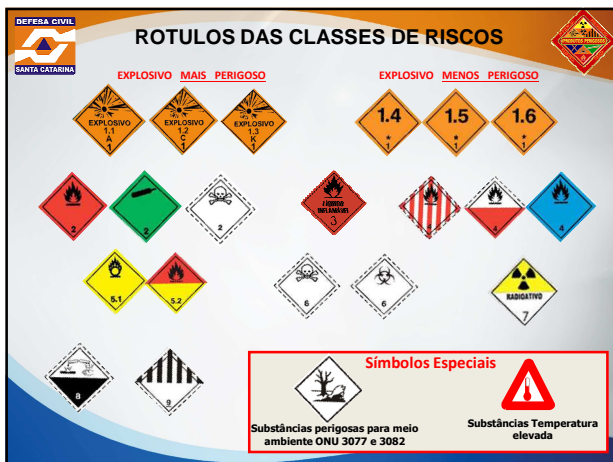 DEFESA CIVIL
SANTA CATARINA
ROTULOS DAS CLASSES DE RISCOS
PRODUTOS PERIGOSOS
EXPLOSIVO MAIS PERIGOSO
EXPLOSIVO MENOS PERIGOSO
EXPLOSIVO
1.1
A
1
EXPLOSIVO
1.2
C
1
EXPLOSIVO
1.3
K
1
1.4
*
1
1.5
*
1
1.6
*
1
2
2
2
Líquido
INFLAMÁVEL
3
4
4
4
5.1
5.2
6
6
RADIOATIVO
7
8
9
Símbolos Especiais
Substâncias perigosas para meio
ambiente ONU 3077 e 3082
Substâncias Temperatura
elevada